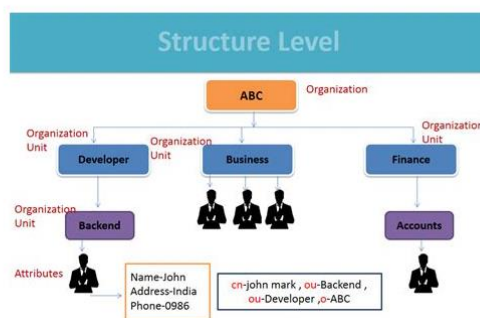 Structure Level
ABC
Organization
Organization
Unit
Organization
Unit
Organization
Unit
Developer
Business
Finance
Organization
Unit
Backend
Accounts
Attributes
Name-John
Address-India
Phone-0986
cn-john mark , ou-Backend ,
ou-Developer ,o-ABC